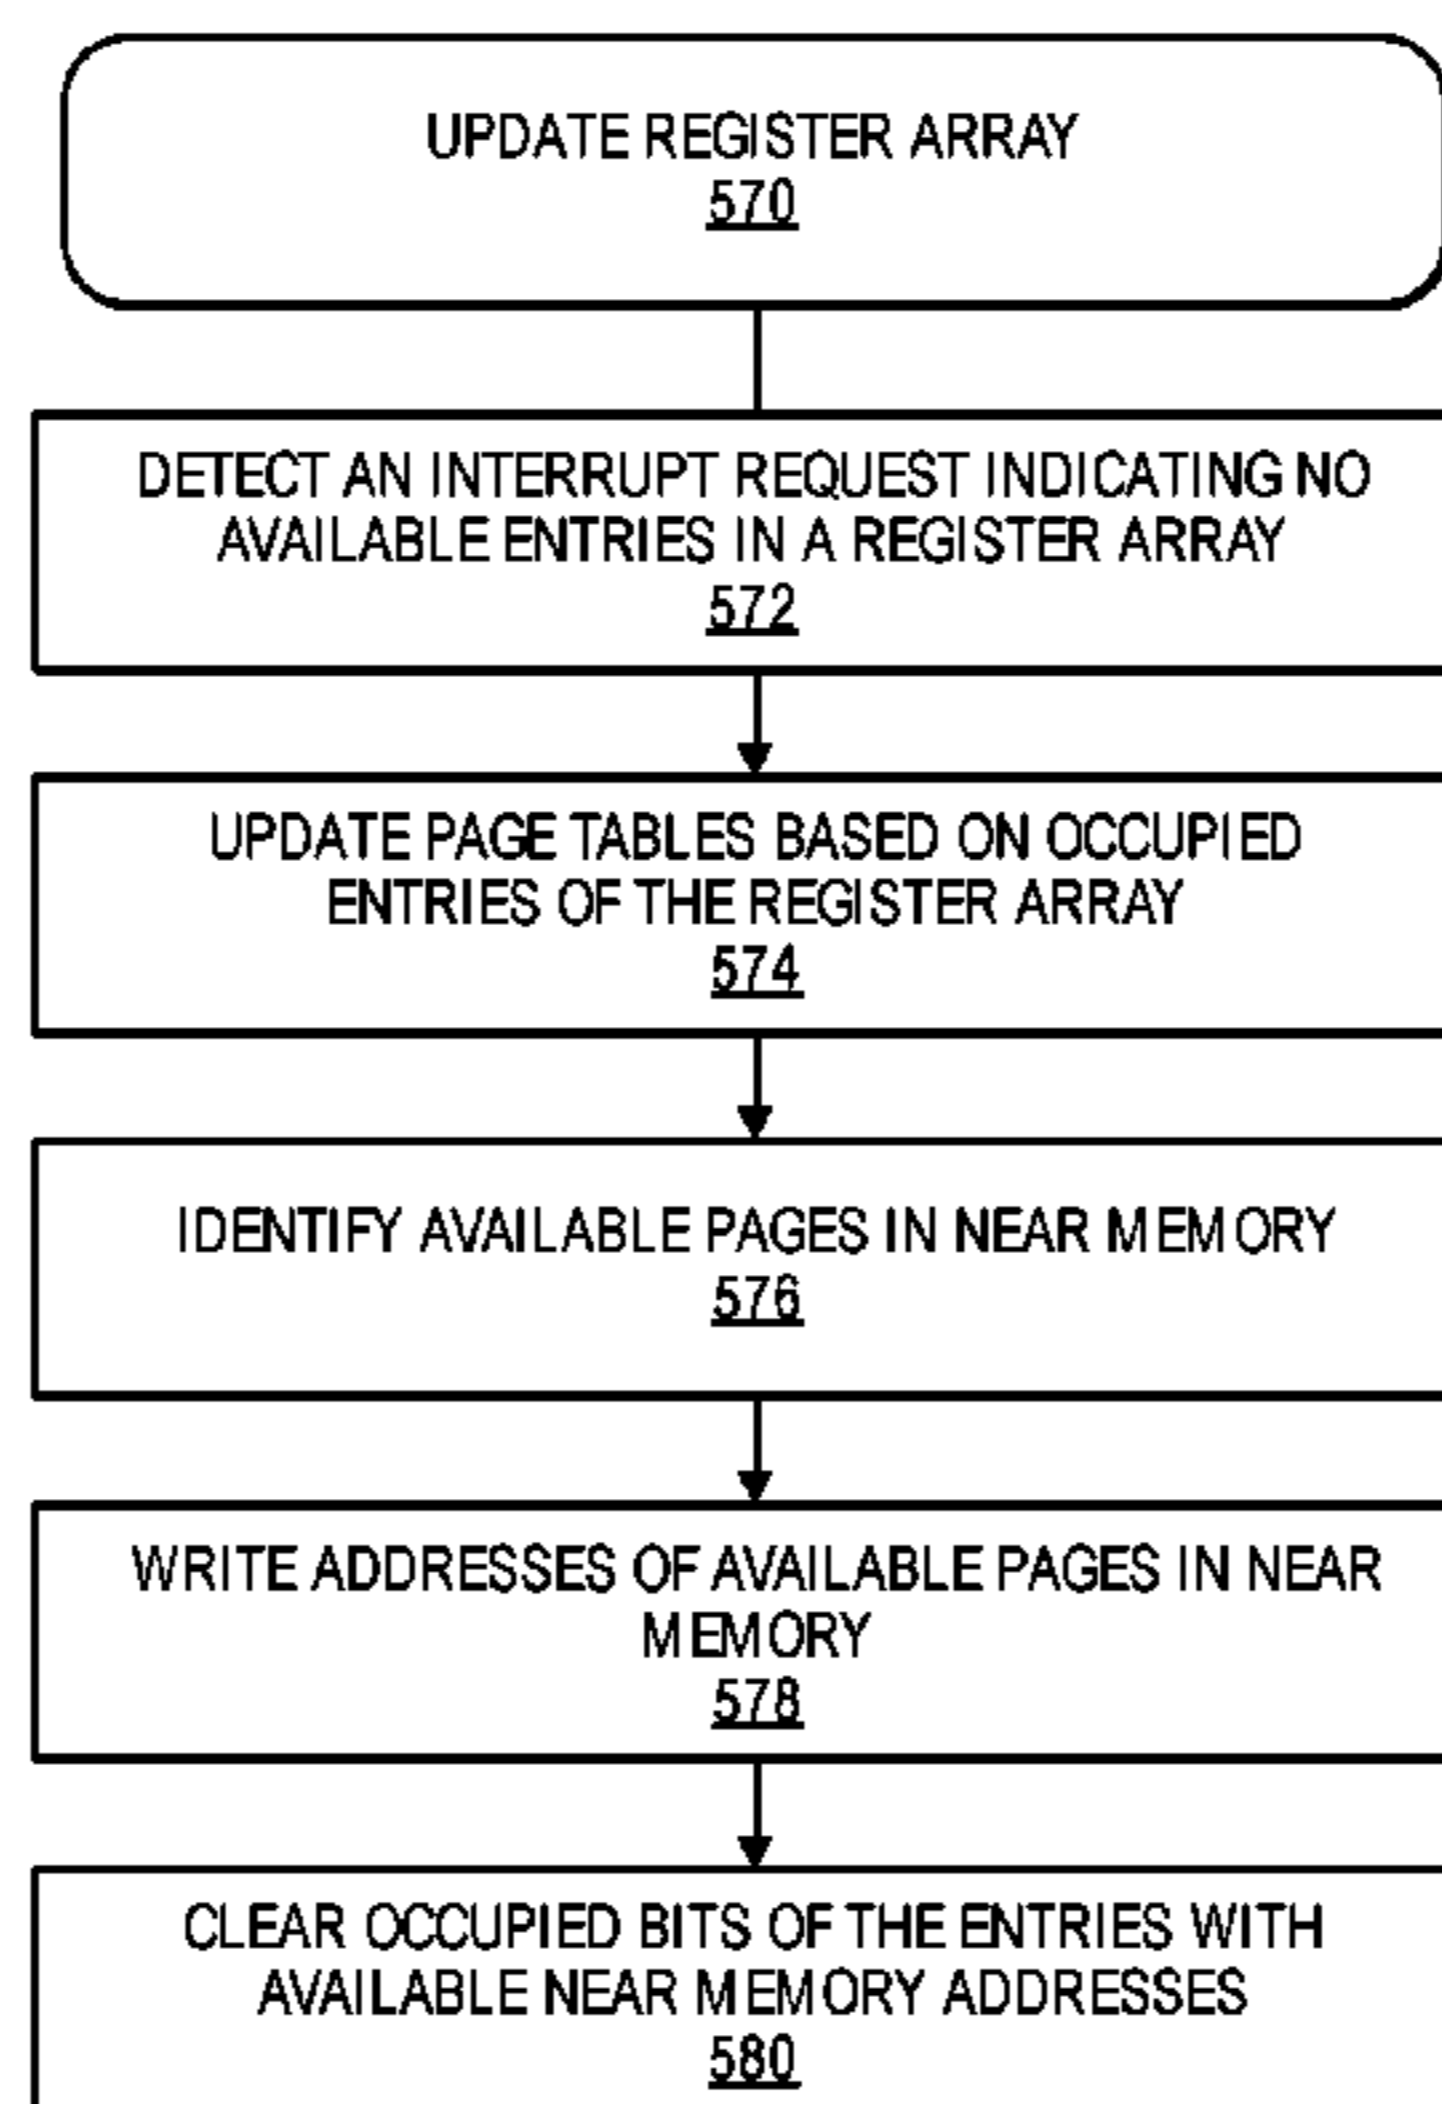 UPDATE REGISTER ARRAY
570
DETECT AN INTERRUPT REQUEST INDICATING NO
AVAILABLE ENTRIES IN A REGISTER ARRAY
572
UPDATE PAGE TABLES BASED ON OCCUPIED
ENTRIES OF THE REGISTER ARRAY
574
IDENTIFY AVAILABLE PAGES IN NEAR MEMORY
576
WRITE ADDRESSES OF AVAILABLE PAGES IN NEAR
MEMORY
578
CLEAR OCCUPIED BITS OF THE ENTRIES WITH
AVAILABLE NEAR MEMORY ADDRESSES
580